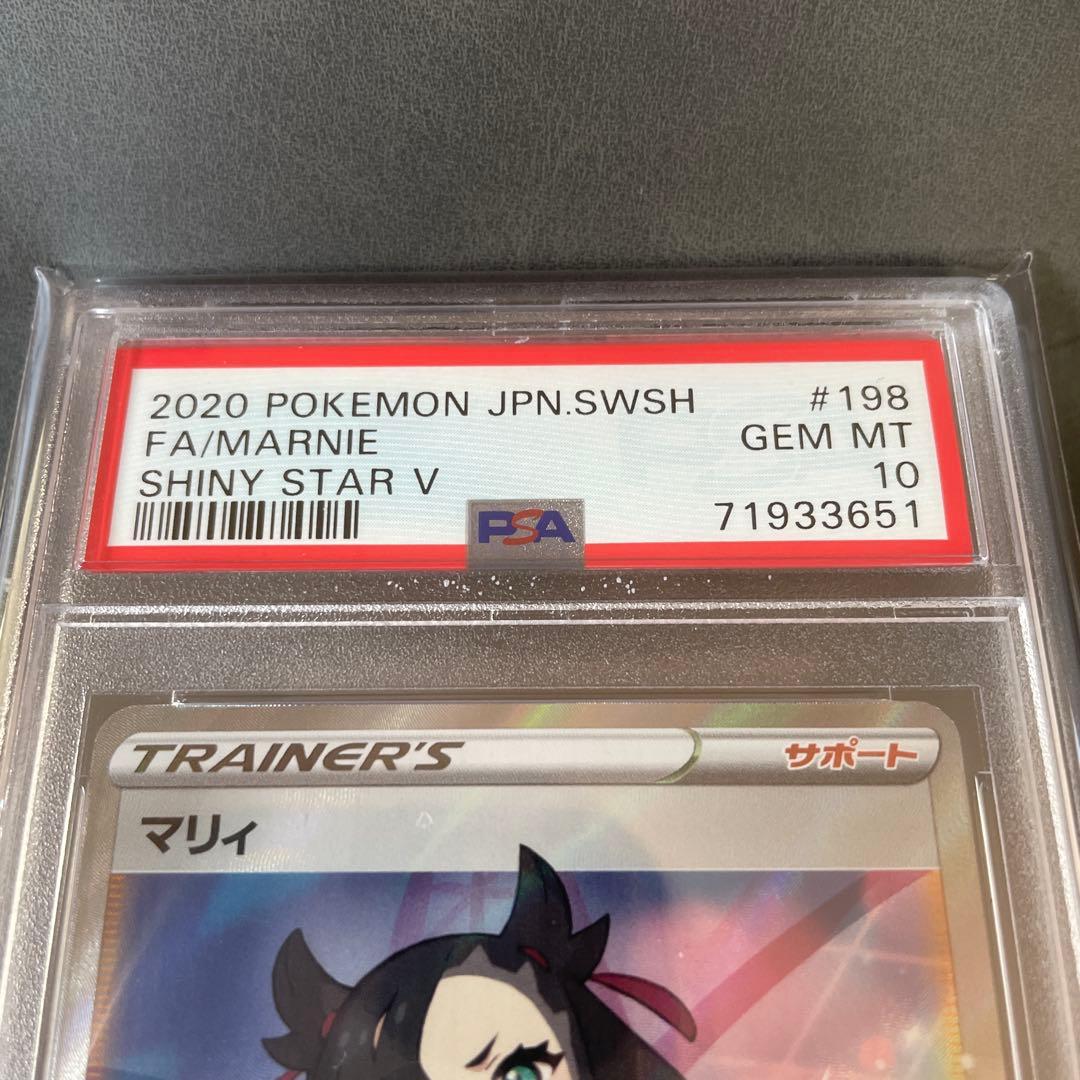 2020 POKEMON JPN.SWSH #198
FA/MARNIE GEM MT
SHINY STAR V 10
PSA 71933651
TRAINER'S サポート
マリィ